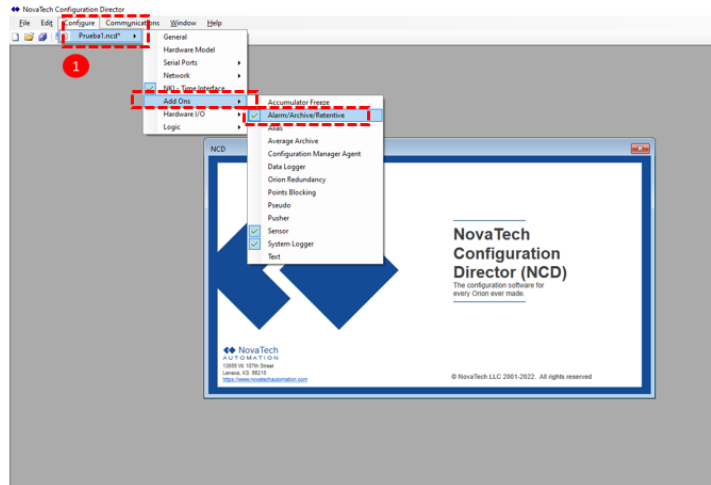 NovaTech Configuration Director
File Edit Configure Communications Window Help
Prueba1.ncd*
1
General
Hardware Model
Serial Ports
Network
NKI - Time Interface
Add Ons
Hardware I/O
Logic
Accumulator Freeze
Alarm/Archive/Retentive
Alias
Average Archive
Configuration Manager Agent
Data Logger
Orion Redundancy
Points Blocking
Pseudo
Pusher
Sensor
System Logger
Text
NCD
NovaTech
Configuration
Director (NCD)
The configuration software for
every Orion ever made.
NovaTech
AUTOMATION
13555 W. 107th Street
Lenexa, KS 66215
https://www.novatechautomation.com
© NovaTech LLC 2001-2022. All rights reserved